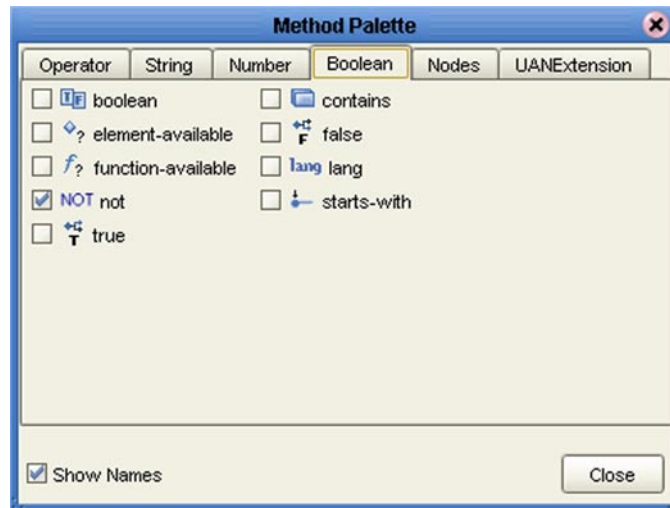 Method Palette
Operator String Number Boolean Nodes UANExtension
boolean contains
? element-available F false
f? function-available lang lang
NOT not starts-with
T true
Show Names Close